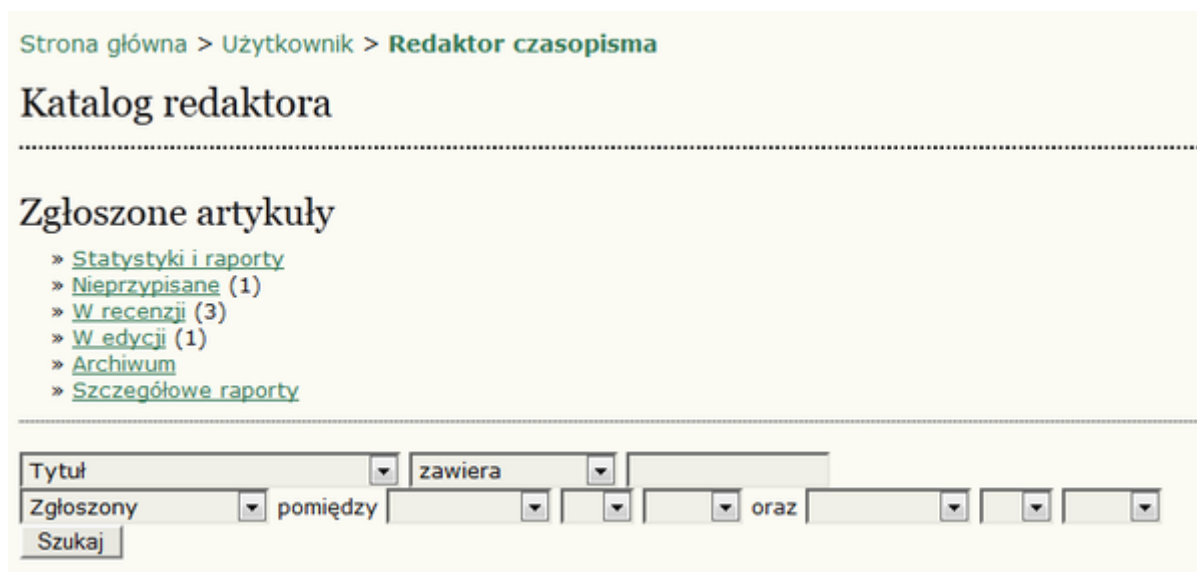 Strona główna > Użytkownik > Redaktor czasopisma
Katalog redaktora
Zgłoszone artykuły
» Statystyki i raporty
» Nieprzypisane (1)
» W recenzji (3)
» W edycji (1)
» Archiwum
» Szczegółowe raporty
Tytuł zawiera
Zgłoszony pomiędzy oraz
Szukaj